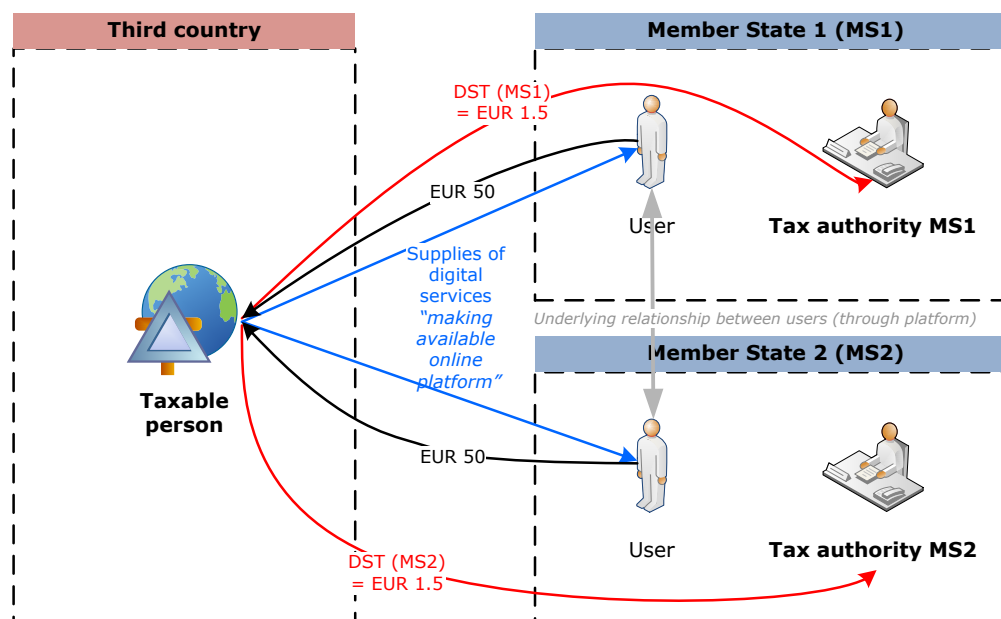 Third country
Member State 1 (MS1)
DST (MS1)
= EUR 1.5
EUR 50
User
Tax authority MS1
Supplies of
digital
services
“making
available
online
platform”
Underlying relationship between users (through platform)
Member State 2 (MS2)
Taxable
person
EUR 50
User
Tax authority MS2
DST (MS2)
= EUR 1.5